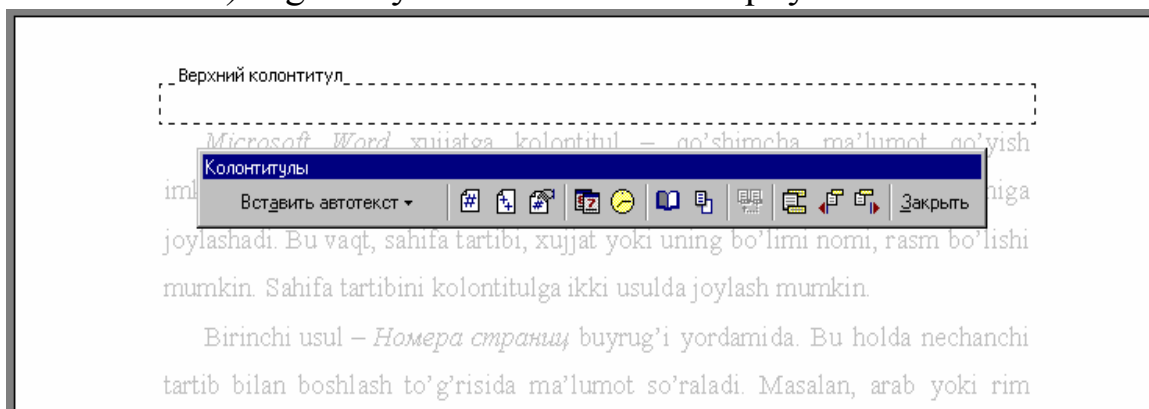 Верхний колонтитул
Microsoft Word xujjatga kolontitul – qo’shimcha ma’lumot qo’yish
Колонтитулы
Вставить автотекст
Закрыть
iml niga
joylashadi. Bu vaqt, sahifa tartibi, xujjat yoki uning bo’limi nomi, rasm bo’lishi
mumkin. Sahifa tartibini kolontitulga ikki usulda joylash mumkin.
Birinchi usul – Номера страниц buyrug’i yordamida. Bu holda nechanchi
tartib bilan boshlash to’g’risida ma’lumot so’raladi. Masalan, arab yoki rim